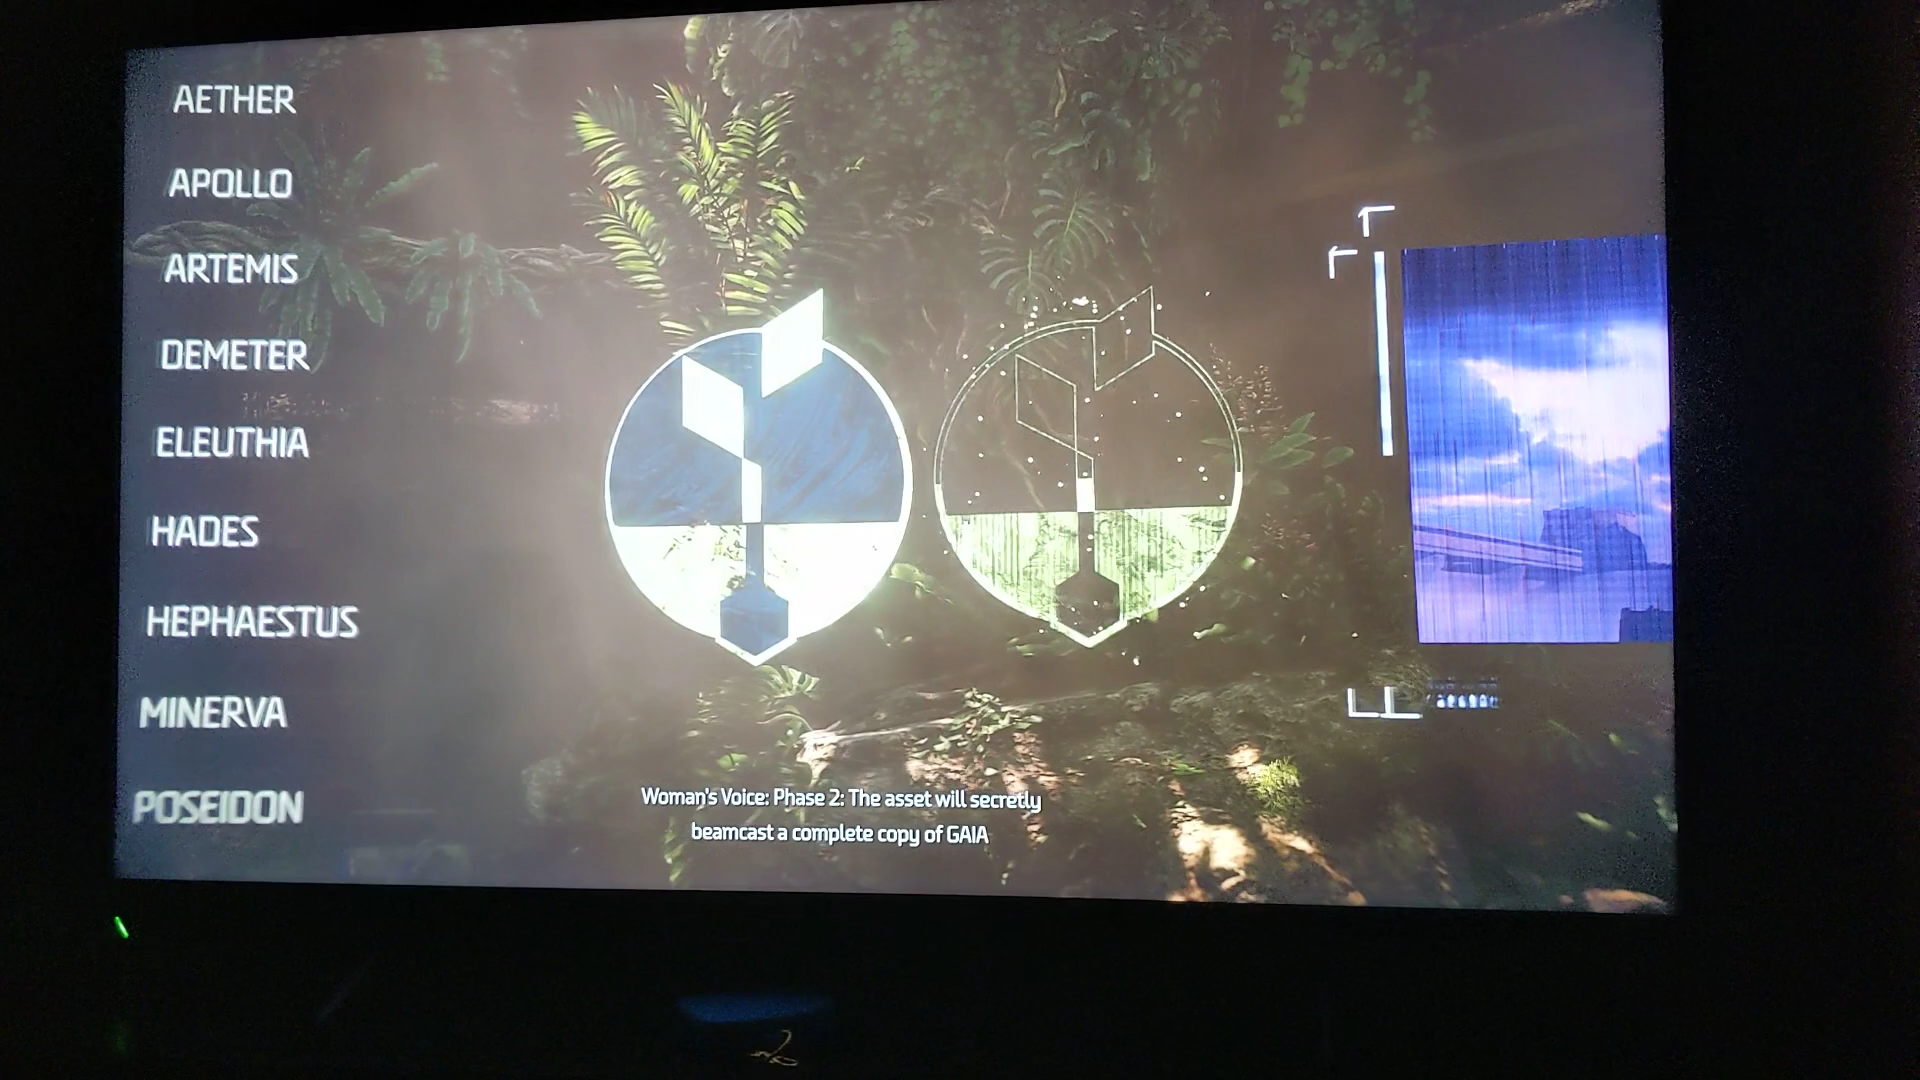 AETHER
APOLLO
ARTEMIS
DEMETER
ELEUTHIA
HADES
HEPHAESTUS
MINERVA
POSEIDON
Woman's Voice: Phase 2: The asset will secretly
beamcast a complete copy of GAIA